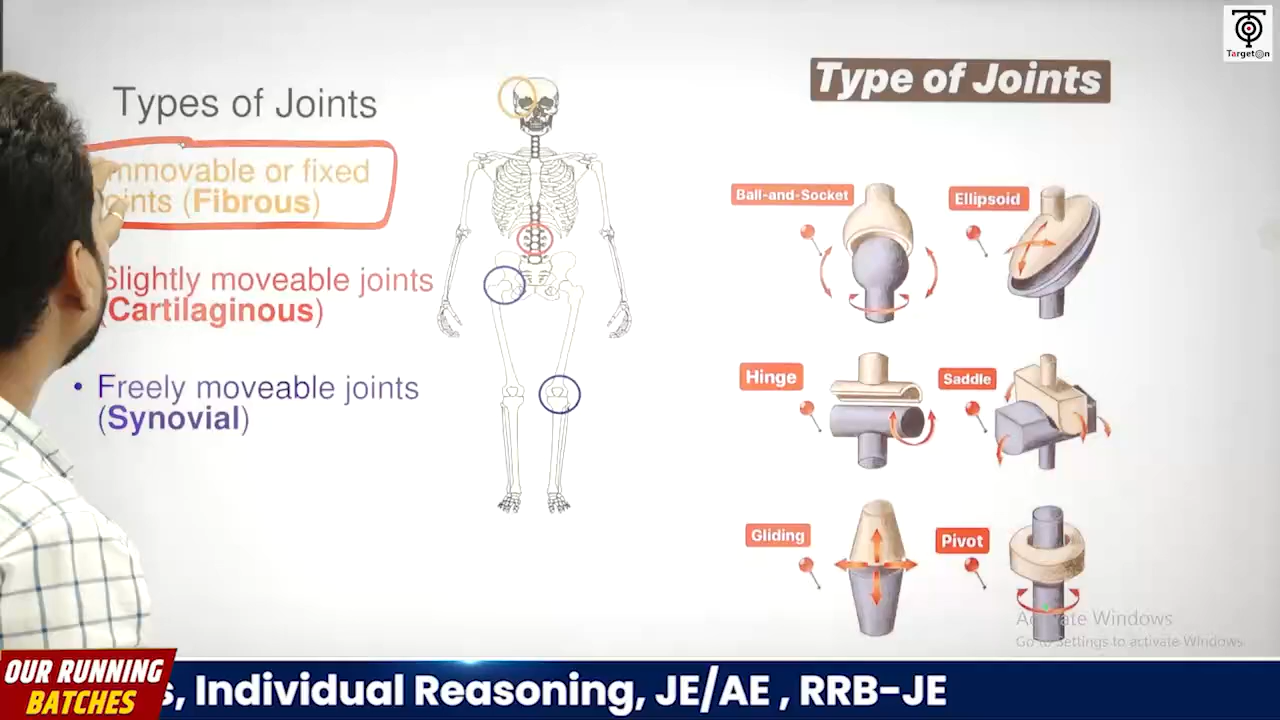 TargetOn
Type of Joints
Types of Joints
Immovable or fixed
joints (Fibrous)
Slightly moveable joints
(Cartilaginous)
• Freely moveable joints
(Synovial)
Ball-and-Socket
Ellipsoid
Hinge
Saddle
Gliding
Pivot
Activate Windows
Go to Settings to activate Windows.
OUR RUNNING
BATCHES
s, Individual Reasoning, JE/AE , RRB-JE